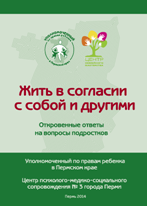 Жить в согласии
с собой и другими
Откровенные ответы
на вопросы подростков
Уполномоченный по правам ребенка
в Пермском крае
Центр психолого-медико-социального
сопровождения № 3 города Перми
Пермь 2014